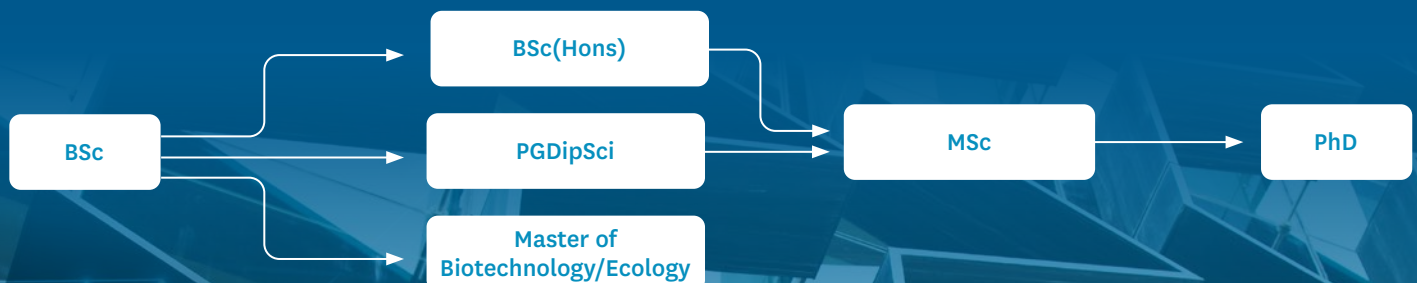 BSc
BSc(Hons)
PGDipSci
Master of
Biotechnology/Ecology
MSc
PhD